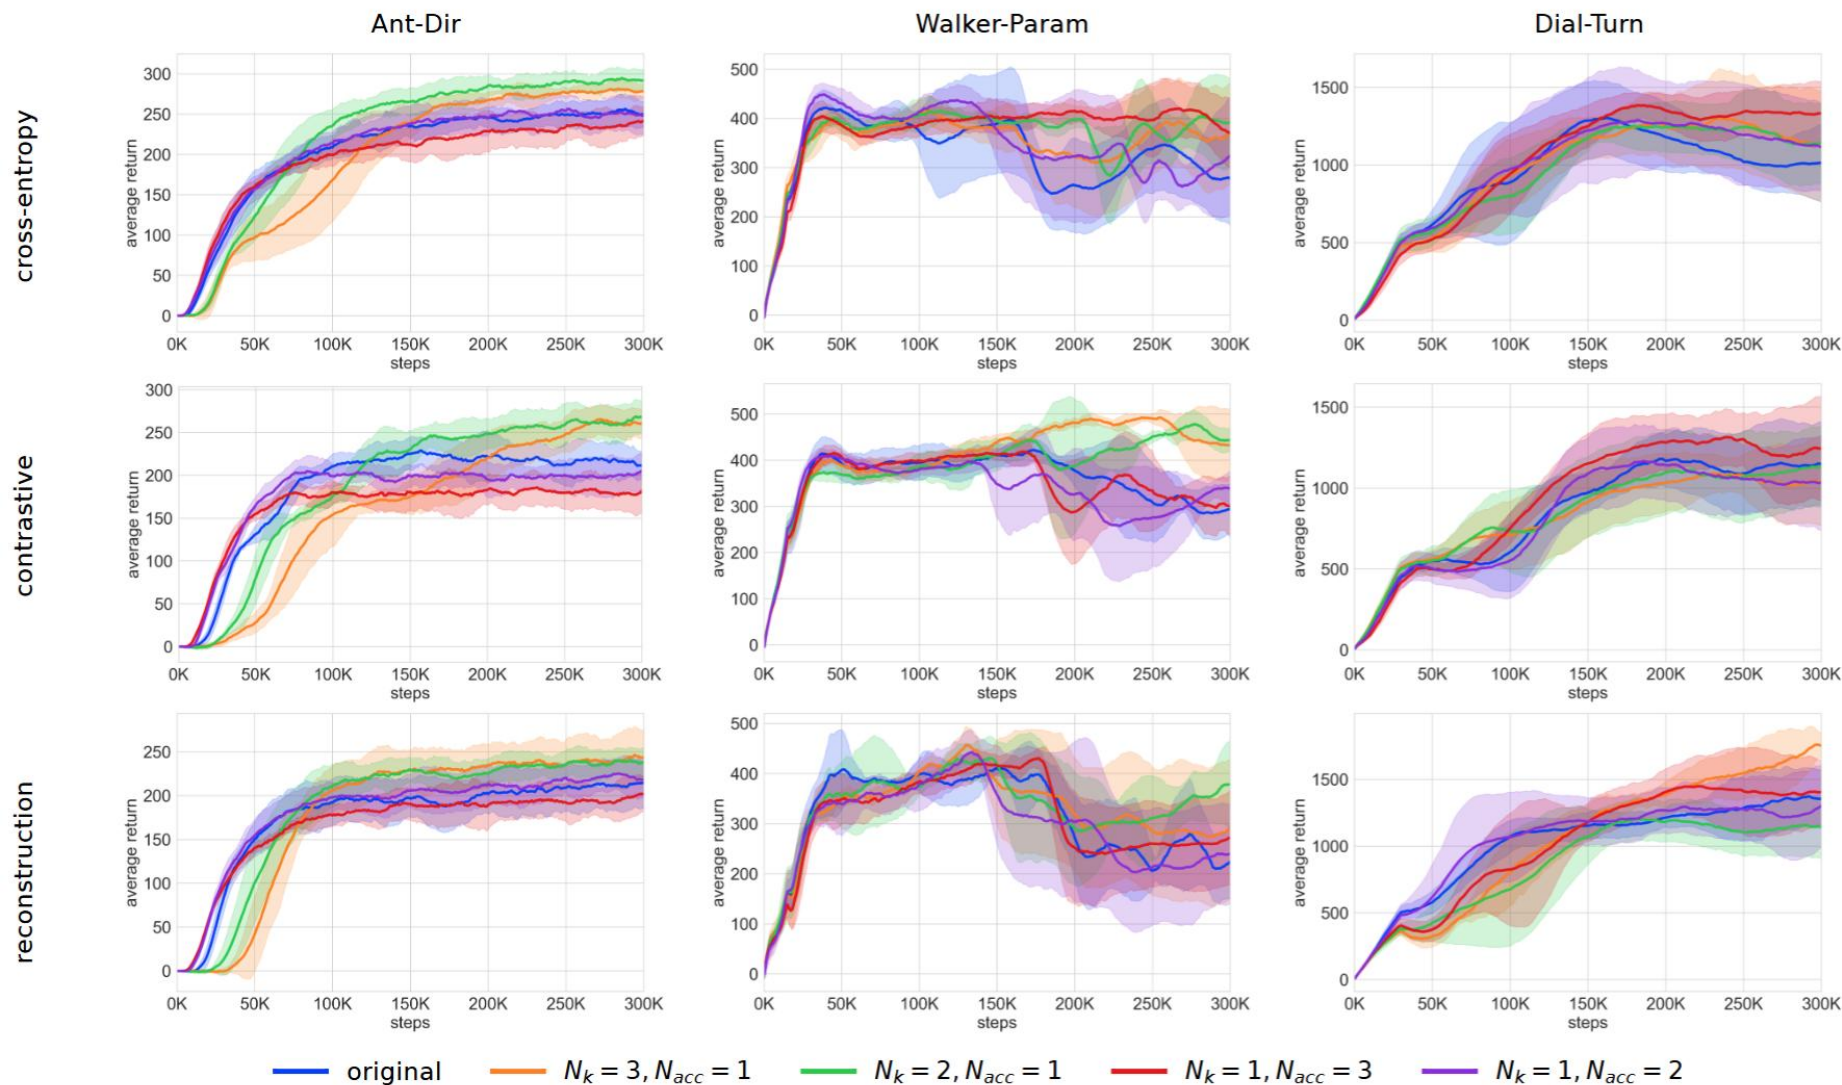 Ant-Dir
Walker-Param
Dial-Turn
cross-entropy
average return
300
250
200
150
100
50
0
0K 50K 100K 150K 200K 250K 300K
steps
average return
500
400
300
200
100
0
0K 50K 100K 150K 200K 250K 300K
steps
average return
1500
1000
500
0
0K 50K 100K 150K 200K 250K 300K
steps
contrastive
average return
300
250
200
150
100
50
0
0K 50K 100K 150K 200K 250K 300K
steps
average return
500
400
300
200
100
0
0K 50K 100K 150K 200K 250K 300K
steps
average return
1500
1000
500
0
0K 50K 100K 150K 200K 250K 300K
steps
reconstruction
average return
250
200
150
100
50
0
0K 50K 100K 150K 200K 250K 300K
steps
average return
500
400
300
200
100
0
0K 50K 100K 150K 200K 250K 300K
steps
average return
1500
1000
500
0
0K 50K 100K 150K 200K 250K 300K
steps
original
N_k = 3, N_acc = 1
N_k = 2, N_acc = 1
N_k = 1, N_acc = 3
N_k = 1, N_acc = 2